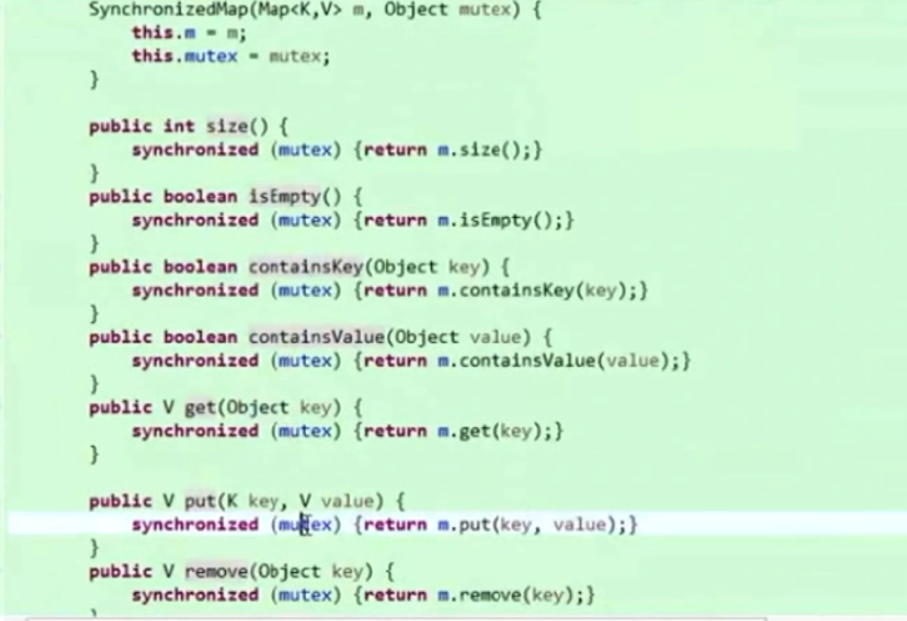 SynchronizedMap(Map<K,V> m, Object mutex) {
this.m = m;
this.mutex = mutex;
}
public int size() {
synchronized (mutex) {return m.size();}
}
public boolean isEmpty() {
synchronized (mutex) {return m.isEmpty();}
}
public boolean containsKey(Object key) {
synchronized (mutex) {return m.containsKey(key);}
}
public boolean containsValue(Object value) {
synchronized (mutex) {return m.containsValue(value);}
}
public V get(Object key) {
synchronized (mutex) {return m.get(key);}
}
public V put(K key, V value) {
synchronized (mutex) {return m.put(key, value);}
}
public V remove(Object key) {
synchronized (mutex) {return m.remove(key);}